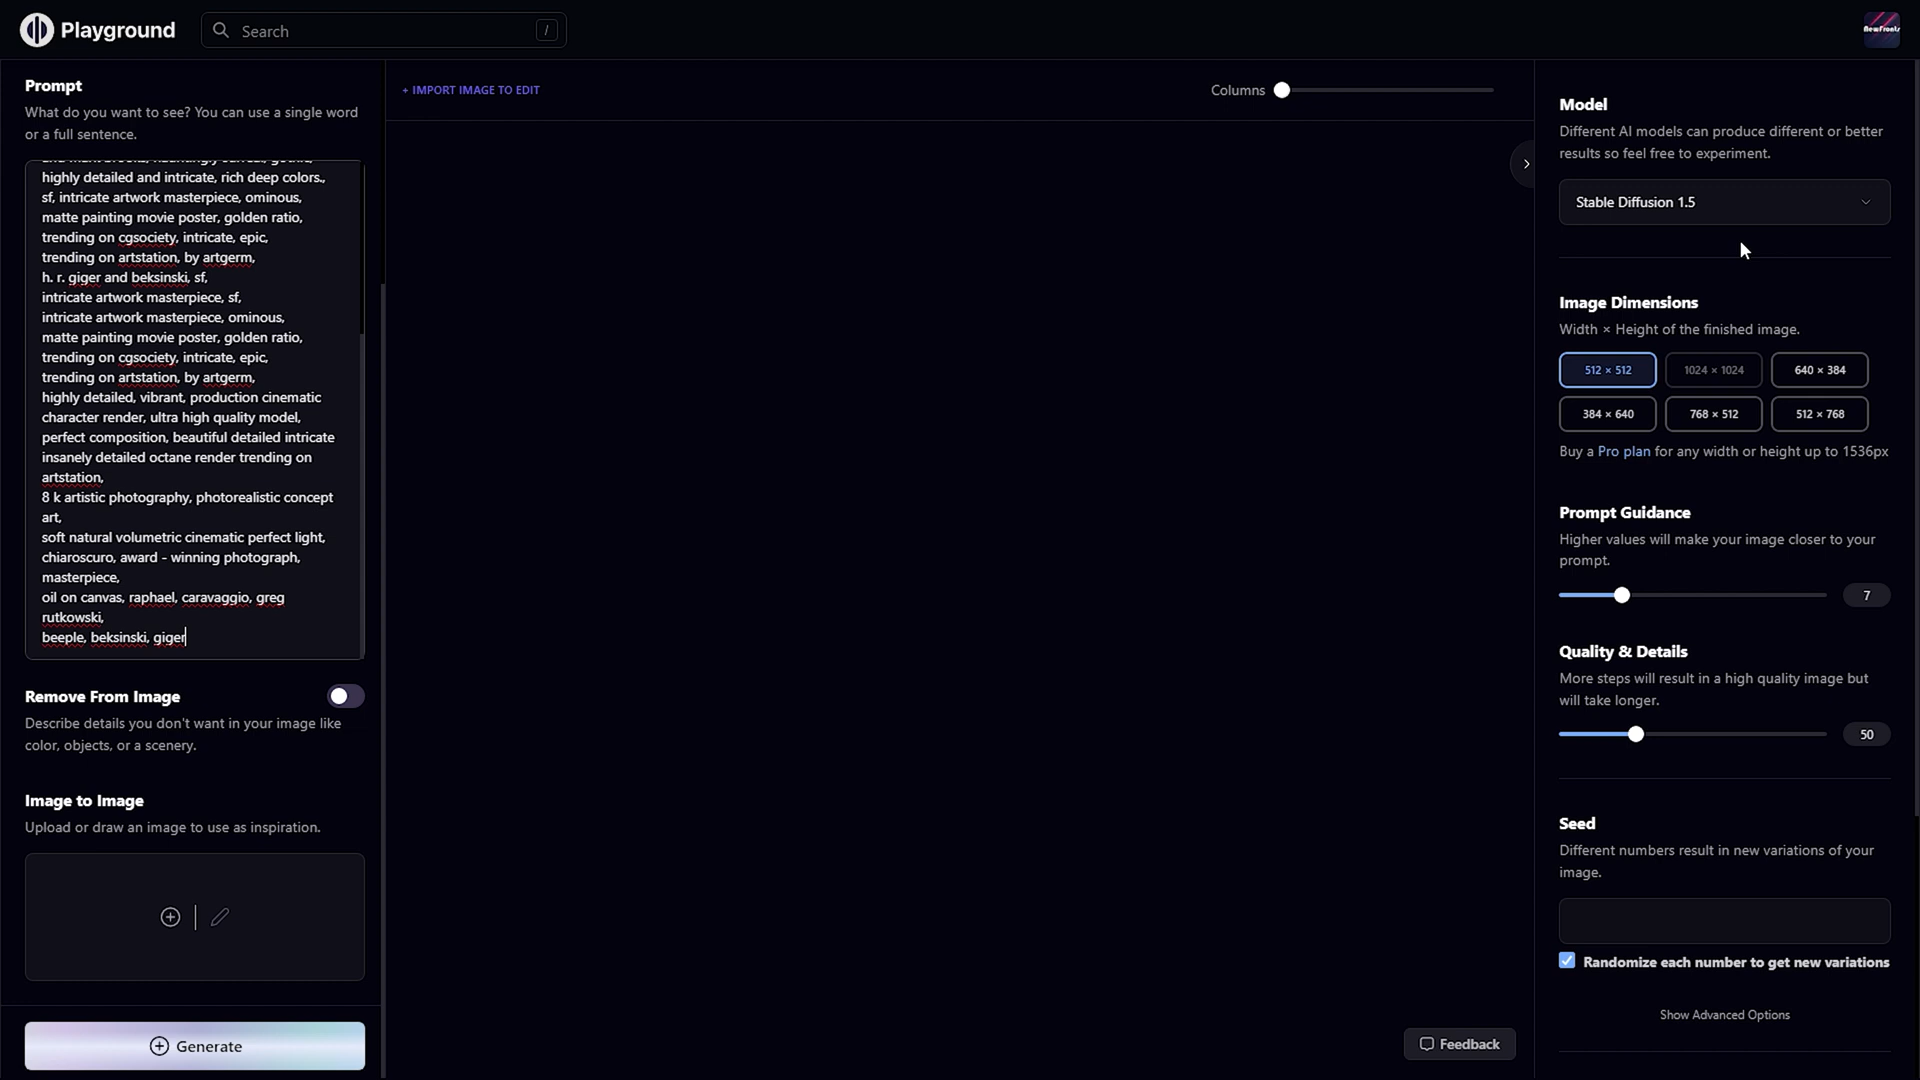 Playground
Search
/
NewFronts
Prompt
What do you want to see? You can use a single word
or a full sentence.
highly detailed and intricate, rich deep colors.,
sf, intricate artwork masterpiece, ominous,
matte painting movie poster, golden ratio,
trending on cgsociety, intricate, epic,
trending on artstation, by artgerm,
h. r. giger and beksinski, sf,
intricate artwork masterpiece, sf,
intricate artwork masterpiece, ominous,
matte painting movie poster, golden ratio,
trending on cgsociety, intricate, epic,
trending on artstation, by artgerm,
highly detailed, vibrant, production cinematic
character render, ultra high quality model,
perfect composition, beautiful detailed intricate
insanely detailed octane render trending on
artstation,
8 k artistic photography, photorealistic concept
art,
soft natural volumetric cinematic perfect light,
chiaroscuro, award - winning photograph,
masterpiece,
oil on canvas, raphael, caravaggio, greg
rutkowski,
beeple, beksinski, giger
Remove From Image
Describe details you don't want in your image like
color, objects, or a scenery.
Image to Image
Upload or draw an image to use as inspiration.
Generate
+ IMPORT IMAGE TO EDIT
Columns
Feedback
Model
Different AI models can produce different or better
results so feel free to experiment.
Stable Diffusion 1.5
Image Dimensions
Width × Height of the finished image.
512 × 512
1024 × 1024
640 × 384
384 × 640
768 × 512
512 × 768
Buy a Pro plan for any width or height up to 1536px
Prompt Guidance
Higher values will make your image closer to your
prompt.
7
Quality & Details
More steps will result in a high quality image but
will take longer.
50
Seed
Different numbers result in new variations of your
image.
Randomize each number to get new variations
Show Advanced Options